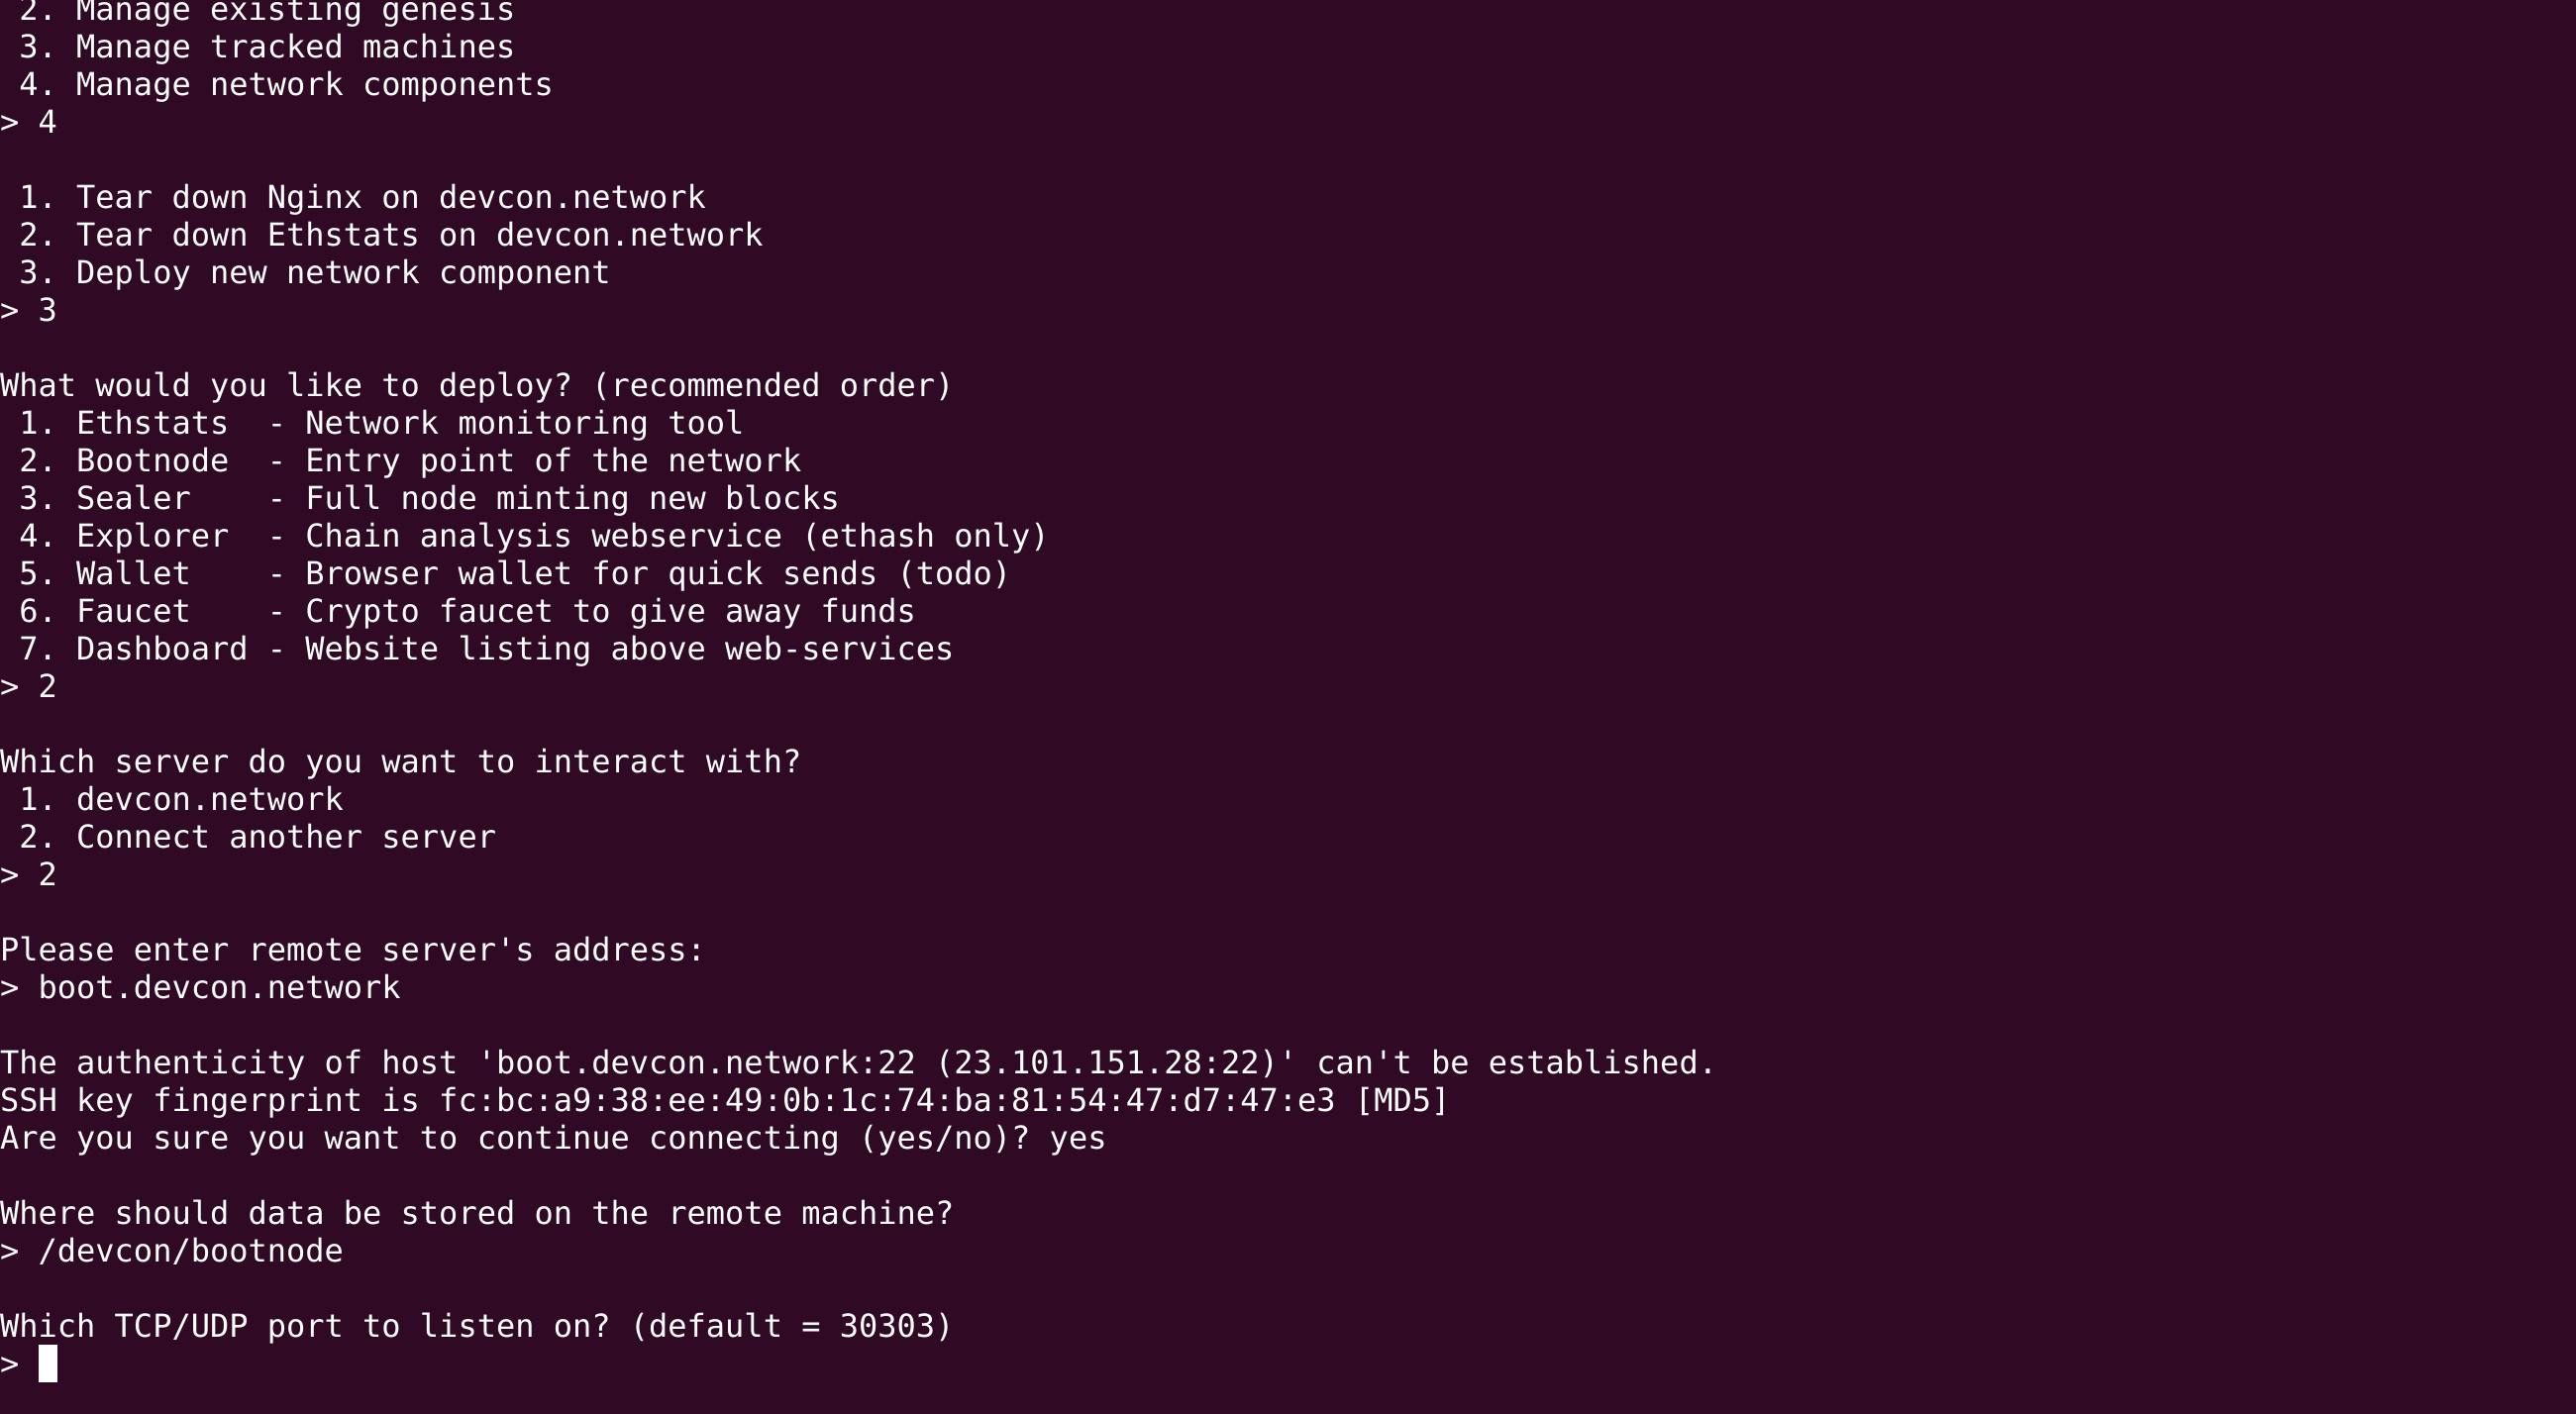 2. Manage existing genesis
3. Manage tracked machines
4. Manage network components
> 4
1. Tear down Nginx on devcon.network
2. Tear down Ethstats on devcon.network
3. Deploy new network component
> 3
What would you like to deploy? (recommended order)
1. Ethstats  - Network monitoring tool
2. Bootnode  - Entry point of the network
3. Sealer    - Full node minting new blocks
4. Explorer  - Chain analysis webservice (ethash only)
5. Wallet    - Browser wallet for quick sends (todo)
6. Faucet    - Crypto faucet to give away funds
7. Dashboard - Website listing above web-services
> 2
Which server do you want to interact with?
1. devcon.network
2. Connect another server
> 2
Please enter remote server's address:
> boot.devcon.network
The authenticity of host 'boot.devcon.network:22 (23.101.151.28:22)' can't be established.
SSH key fingerprint is fc:bc:a9:38:ee:49:0b:1c:74:ba:81:54:47:d7:47:e3 [MD5]
Are you sure you want to continue connecting (yes/no)? yes
Where should data be stored on the remote machine?
> /devcon/bootnode
Which TCP/UDP port to listen on? (default = 30303)
>